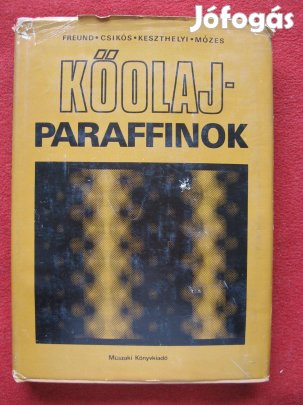 Jófogás
FREUND · CSIKÓS · KESZTHELYI · MÓZES
KŐOLAJ-
PARAFFINOK
Műszaki Könyvkiadó